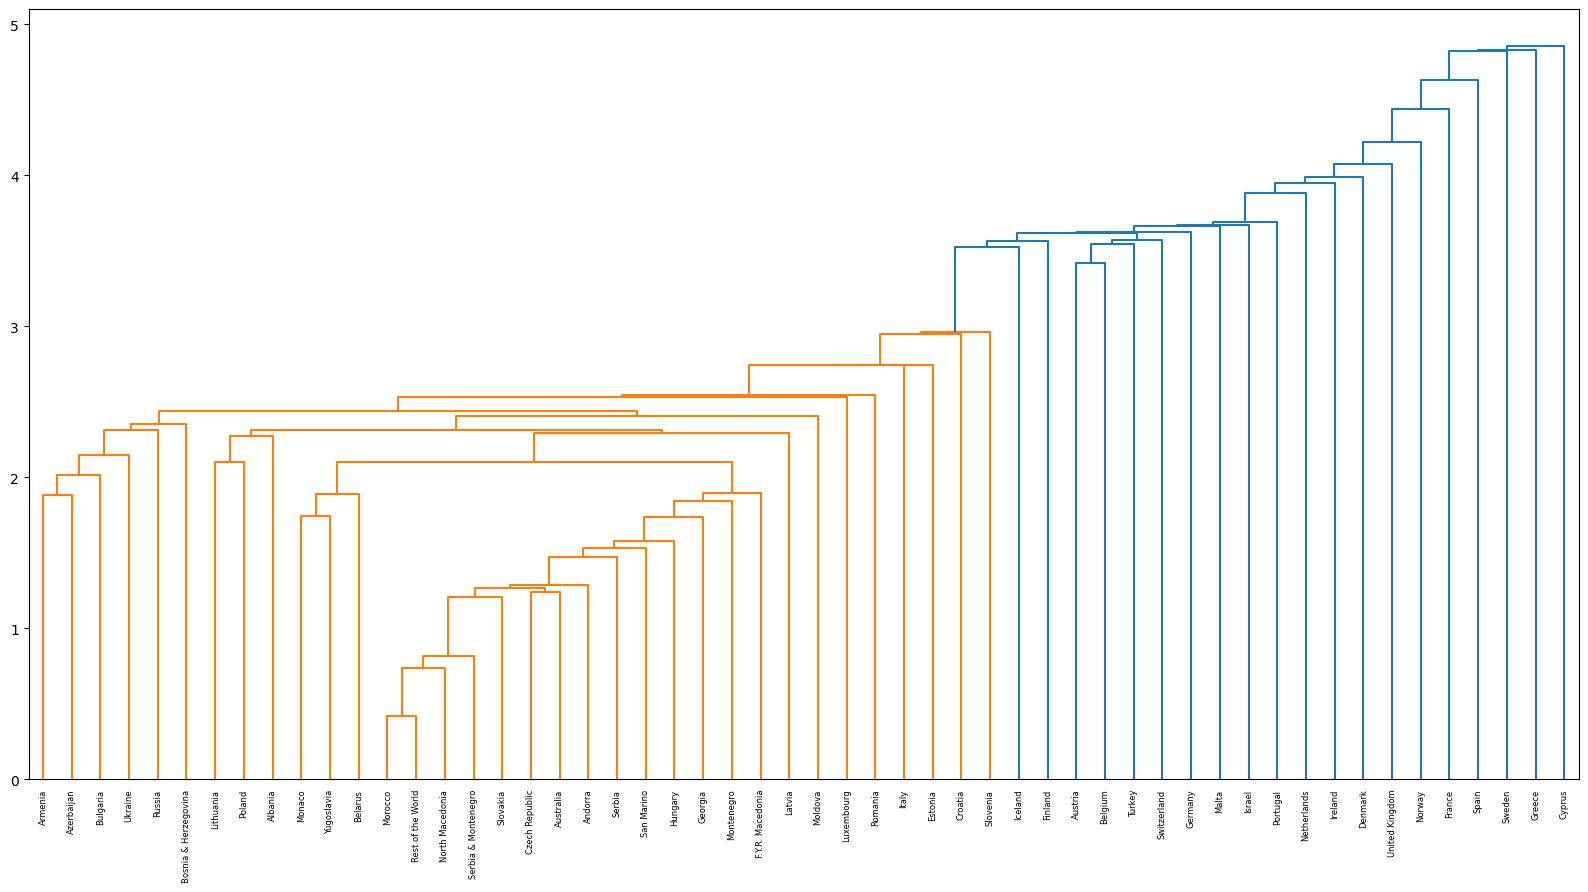 5
4
3
2
1
0
Armenia
Azerbaijan
Bulgaria
Ukraine
Russia
Bosnia & Herzegovina
Lithuania
Poland
Albania
Monaco
Yugoslavia
Belarus
Morocco
Rest of the World
North Macedonia
Serbia & Montenegro
Slovakia
Czech Republic
Australia
Andorra
Serbia
San Marino
Hungary
Georgia
Montenegro
F.Y.R. Macedonia
Latvia
Moldova
Luxembourg
Romania
Italy
Estonia
Croatia
Slovenia
Iceland
Finland
Austria
Belgium
Turkey
Switzerland
Germany
Malta
Israel
Portugal
Netherlands
Ireland
Denmark
United Kingdom
Norway
France
Spain
Sweden
Greece
Cyprus